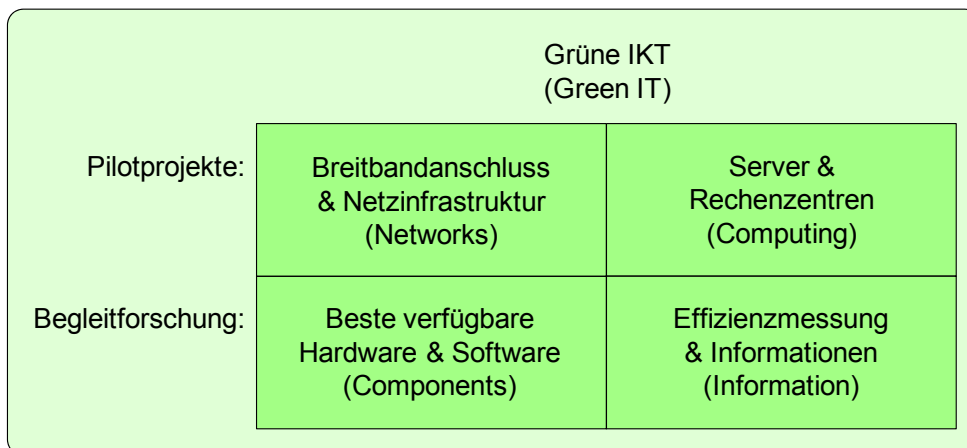 Grüne IKT
(Green IT)
Pilotprojekte:
Breitbandanschluss
& Netzinfrastruktur
(Networks)
Server &
Rechenzentren
(Computing)
Begleitforschung:
Beste verfügbare
Hardware & Software
(Components)
Effizienzmessung
& Informationen
(Information)